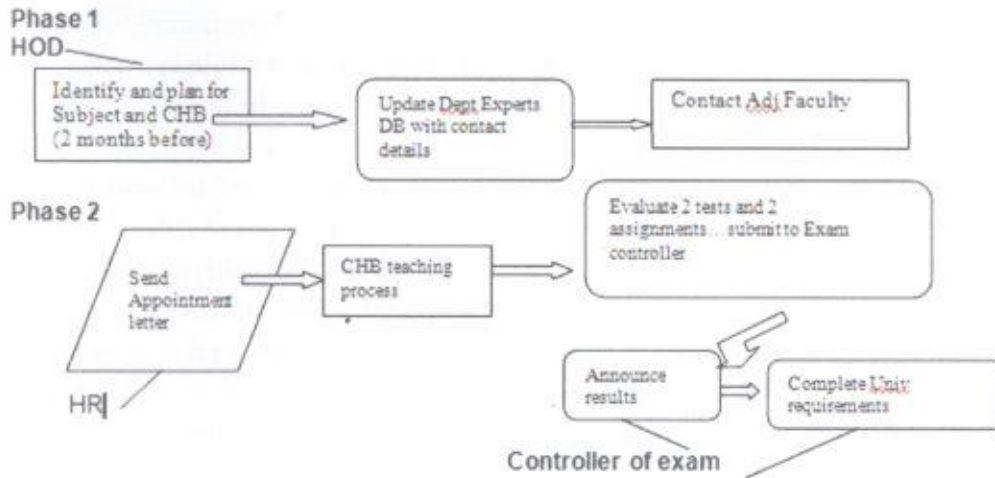 Phase 1
HOD
Identify and plan for
Subject and CHB
(2 months before)
Update Dept Experts
DB with contact
details
Contact Adj Faculty
Phase 2
Send
Appointment
letter
HR
CHB teaching
process
Evaluate 2 tests and 2
assignments... submit to Exam
controller
Announce
results
Complete Univ
requirements
Controller of exam